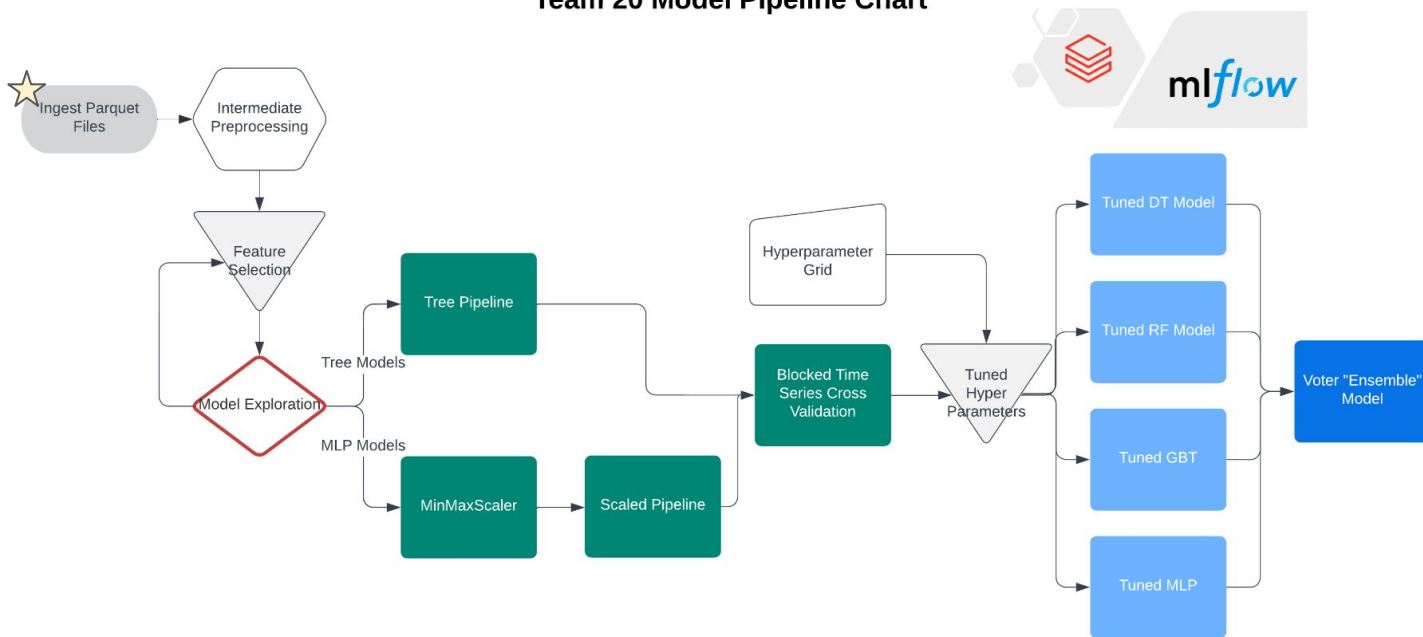 Team 20 Model Pipeline Chart
mlflow
Ingest Parquet
Files
Intermediate
Preprocessing
Feature
Selection
Model Exploration
Tree Models
MLP Models
Tree Pipeline
MinMaxScaler
Scaled Pipeline
Hyperparameter
Grid
Blocked Time
Series Cross
Validation
Tuned
Hyper
Parameters
Tuned DT Model
Tuned RF Model
Tuned GBT
Tuned MLP
Voter "Ensemble"
Model